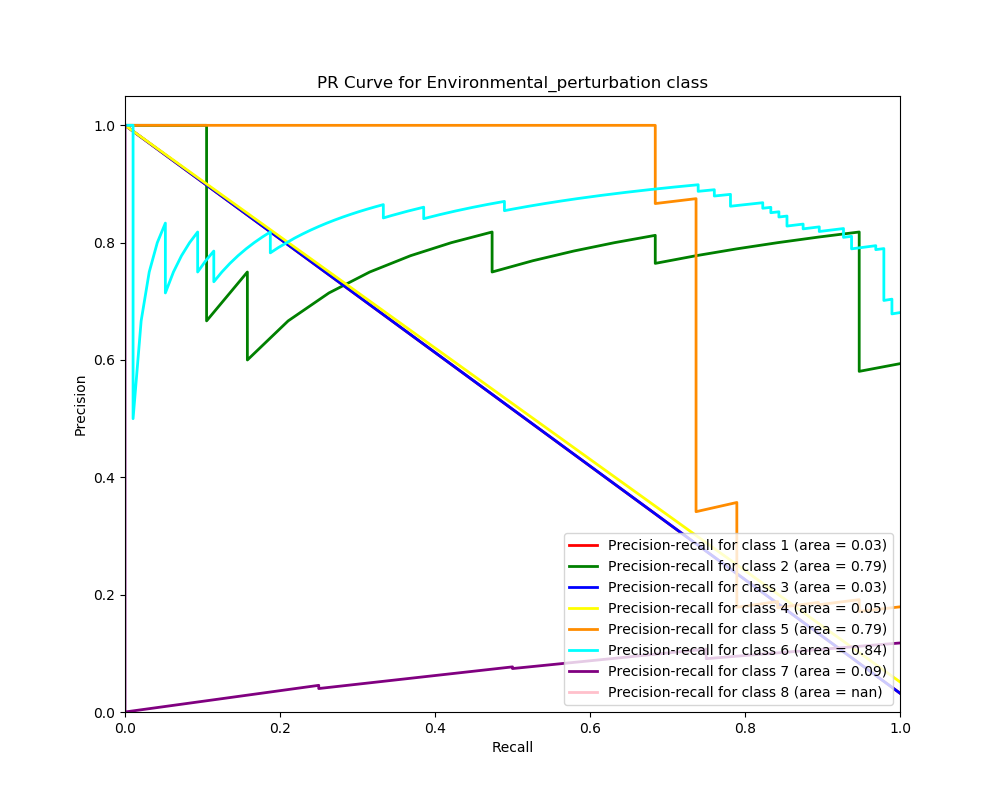 PR Curve for Environmental_perturbation class
1.0
0.8
0.6
0.4
0.2
0.0
Precision
0.0 0.2 0.4 0.6 0.8 1.0
Recall
Precision-recall for class 1 (area = 0.03)
Precision-recall for class 2 (area = 0.79)
Precision-recall for class 3 (area = 0.03)
Precision-recall for class 4 (area = 0.05)
Precision-recall for class 5 (area = 0.79)
Precision-recall for class 6 (area = 0.84)
Precision-recall for class 7 (area = 0.09)
Precision-recall for class 8 (area = nan)